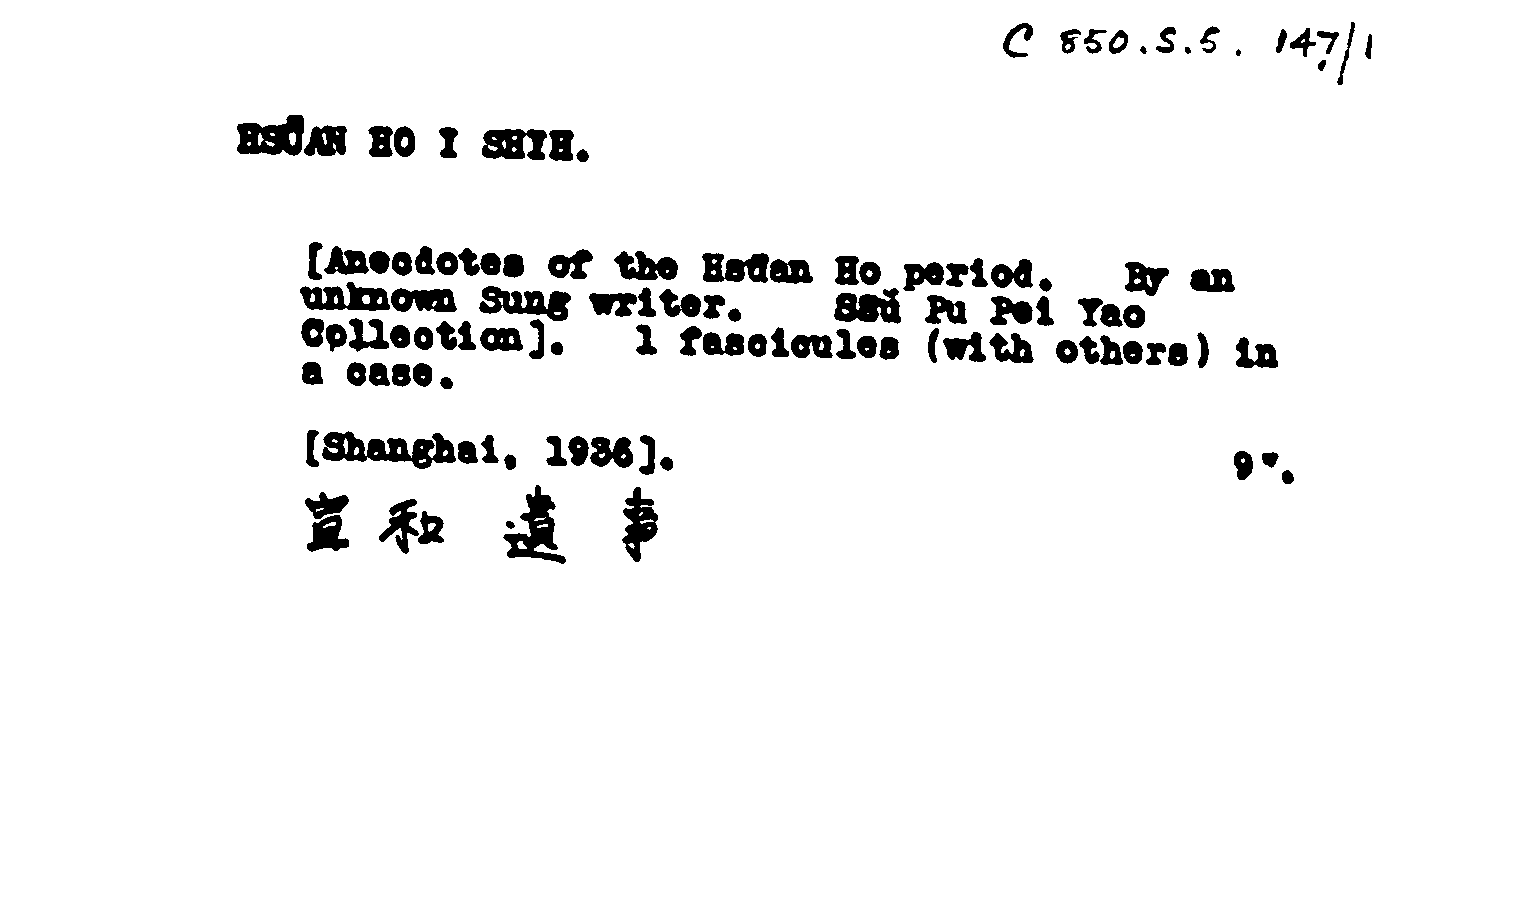 C 850.S.5. 147/1
HSÜAN HO I SHIH.
[Anecdotes of the Hsüan Ho period. By an
unknown Sung writer. Ssŭ Pu Pei Yao
Collection]. 1 fascicules (with others) in
a case.
[Shanghai, 1936]. 9".
宣和遺事